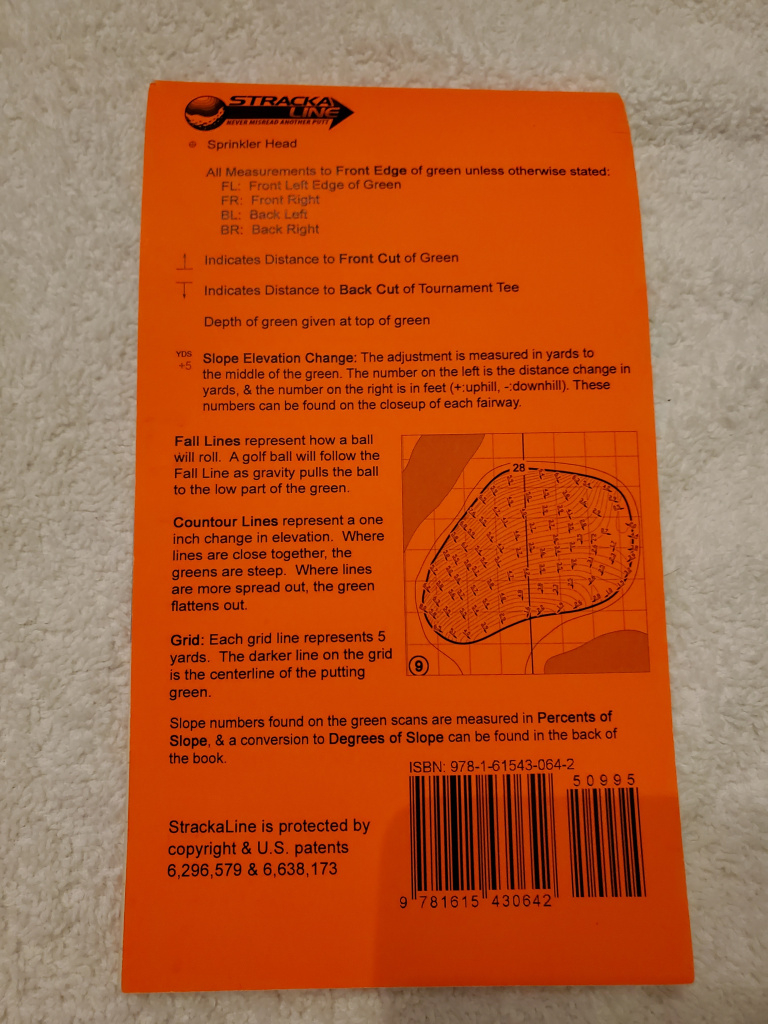 STRACKA
LINE
NEVER MISREAD ANOTHER PUTT
Sprinkler Head
All Measurements to Front Edge of green unless otherwise stated:
FL: Front Left Edge of Green
FR: Front Right
BL: Back Left
BR: Back Right
Indicates Distance to Front Cut of Green
Indicates Distance to Back Cut of Tournament Tee
Depth of green given at top of green
YDS
+5
Slope Elevation Change: The adjustment is measured in yards to
the middle of the green. The number on the left is the distance change in
yards, & the number on the right is in feet (+:uphill, -:downhill). These
numbers can be found on the closeup of each fairway.
Fall Lines represent how a ball
will roll. A golf ball will follow the
Fall Line as gravity pulls the ball
to the low part of the green.
Countour Lines represent a one
inch change in elevation. Where
lines are close together, the
greens are steep. Where lines
are more spread out, the green
flattens out.
Grid: Each grid line represents 5
yards. The darker line on the grid
is the centerline of the putting
green.
28
9
Slope numbers found on the green scans are measured in Percents of
Slope, & a conversion to Degrees of Slope can be found in the back of
the book.
ISBN: 978-1-61543-064-2
50995
9 781615 430642
StrackaLine is protected by
copyright & U.S. patents
6,296,579 & 6,638,173